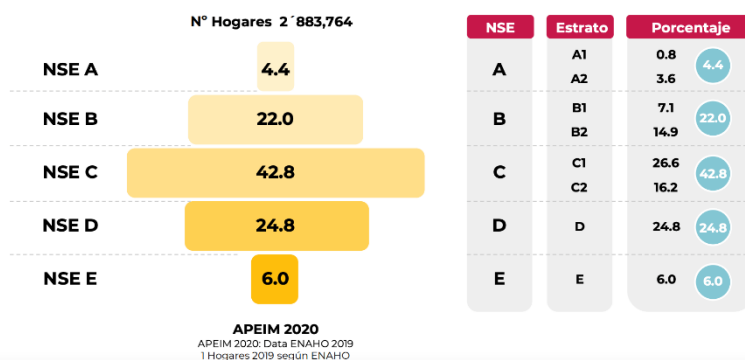 Nº Hogares 2´883,764
NSE A 4.4
NSE B 22.0
NSE C 42.8
NSE D 24.8
NSE E 6.0
APEIM 2020
APEIM 2020: Data ENAHO 2019
1 Hogares 2019 según ENAHO
NSE Estrato Porcentaje
A A1 0.8 4.4
A2 3.6
B B1 7.1 22.0
B2 14.9
C C1 26.6 42.8
C2 16.2
D D 24.8 24.8
E E 6.0 6.0